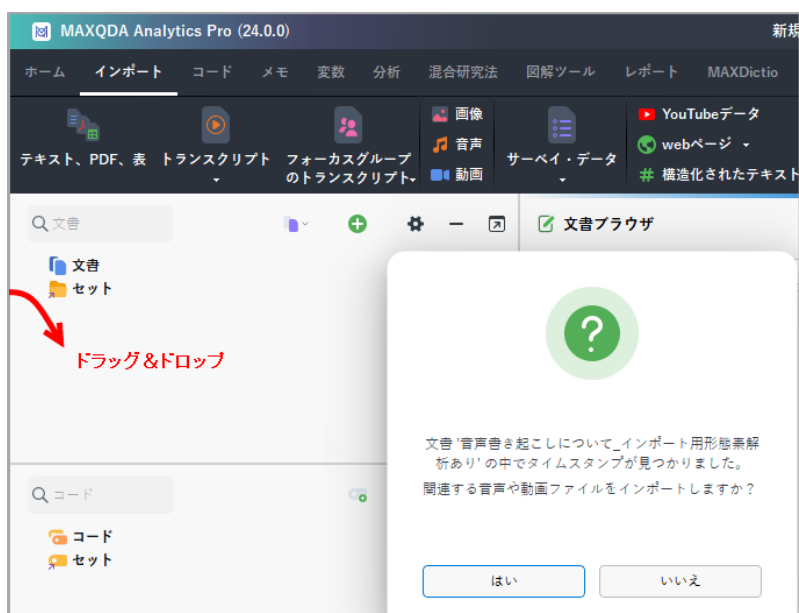 MAXQDA Analytics Pro (24.0.0)
新規
ホーム インポート コード メモ 変数 分析 混合研究法 図解ツール レポート MAXDictio
テキスト、PDF、表
トランスクリプト
フォーカスグループ
のトランスクリプト
画像
音声
動画
サーベイ・データ
YouTubeデータ
webページ
構造化されたテキスト
文書
文書ブラウザ
文書
セット
ドラッグ&ドロップ
文書'音声書き起こしについて_インポート用形態素解
析あり'の中でタイムスタンプが見つかりました。
関連する音声や動画ファイルをインポートしますか?
コード
コード
セット
はい
いいえ